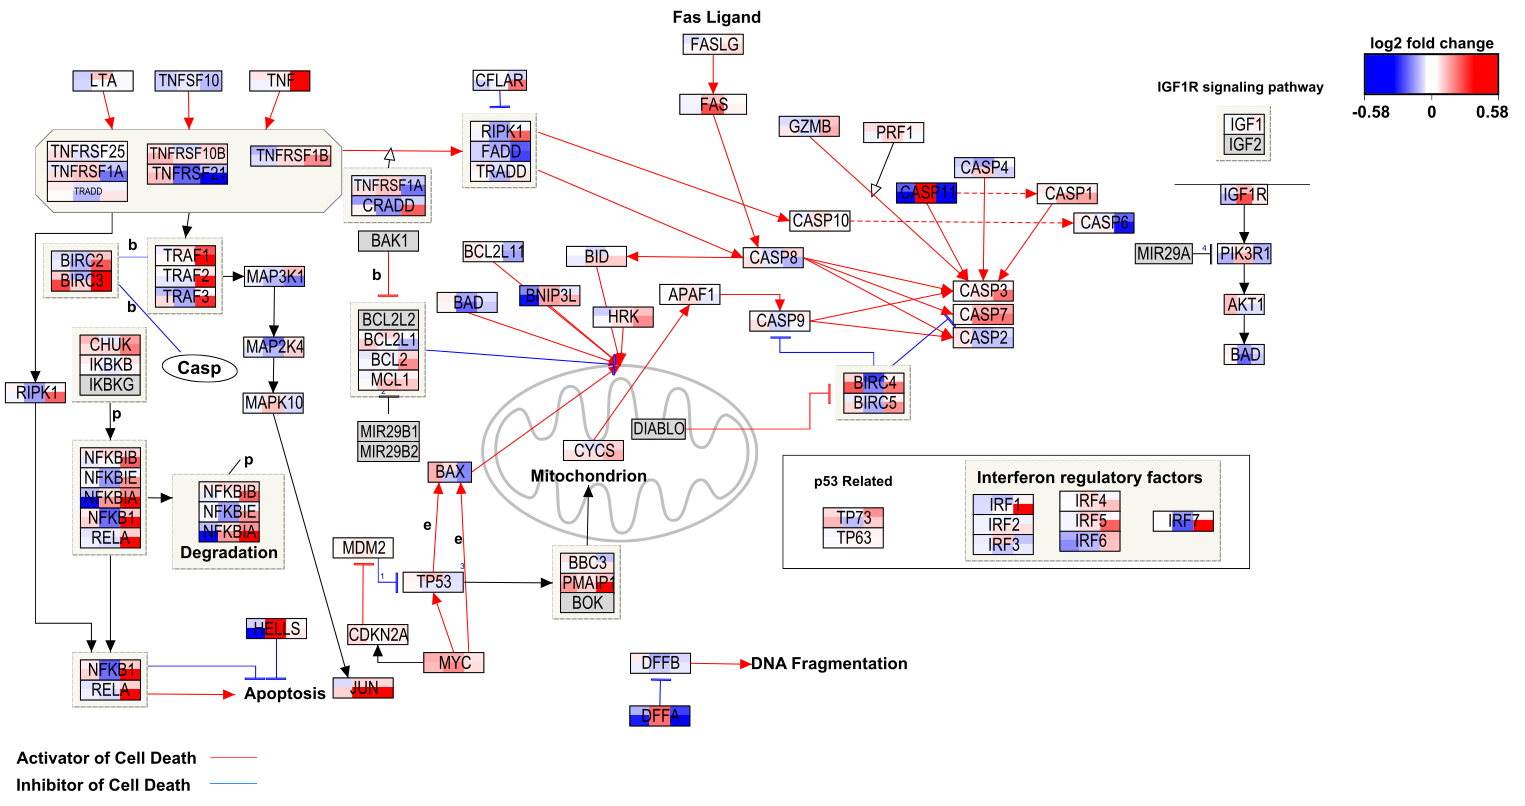 Fas Ligand
FASLG
FAS
log2 fold change
-0.58 0 0.58
IGF1R signaling pathway
IGF1
IGF2
IGF1R
MIR29A
4
PIK3R1
AKT1
BAD
LTA
TNFSF10
TNF
CFLAR
TNFRSF25
TNFRSF1A
TRADD
TNFRSF10B
TNFRSF21
TNFRSF1B
RIPK1
FADD
TRADD
TNFRSF1A
CRADD
GZMB
PRF1
CASP4
CASP11
CASP1
CASP10
CASP6
CASP8
CASP3
CASP7
CASP2
BIRC2
BIRC3
b
b
TRAF1
TRAF2
TRAF3
MAP3K1
MAP2K4
MAPK10
Casp
BAK1
b
BCL2L2
BCL2L1
BCL2
MCL1
2
MIR29B1
MIR29B2
BCL2L11
BID
BAD
BNIP3L
HRK
APAF1
CASP9
BIRC4
BIRC5
DIABLO
CYCS
Mitochondrion
CHUK
IKBKB
IKBKG
RIPK1
p
NFKBIB
NFKBIE
NFKBIA
NFKB1
RELA
p
NFKBIB
NFKBIE
NFKBIA
Degradation
BAX
e
e
MDM2
1
TP53
3
BBC3
PMAIP1
BOK
CDKN2A
MYC
JUN
HELLS
NFKB1
RELA
Apoptosis
DFFB
DNA Fragmentation
DFFA
p53 Related
TP73
TP63
Interferon regulatory factors
IRF1
IRF2
IRF3
IRF4
IRF5
IRF6
IRF7
Activator of Cell Death
Inhibitor of Cell Death